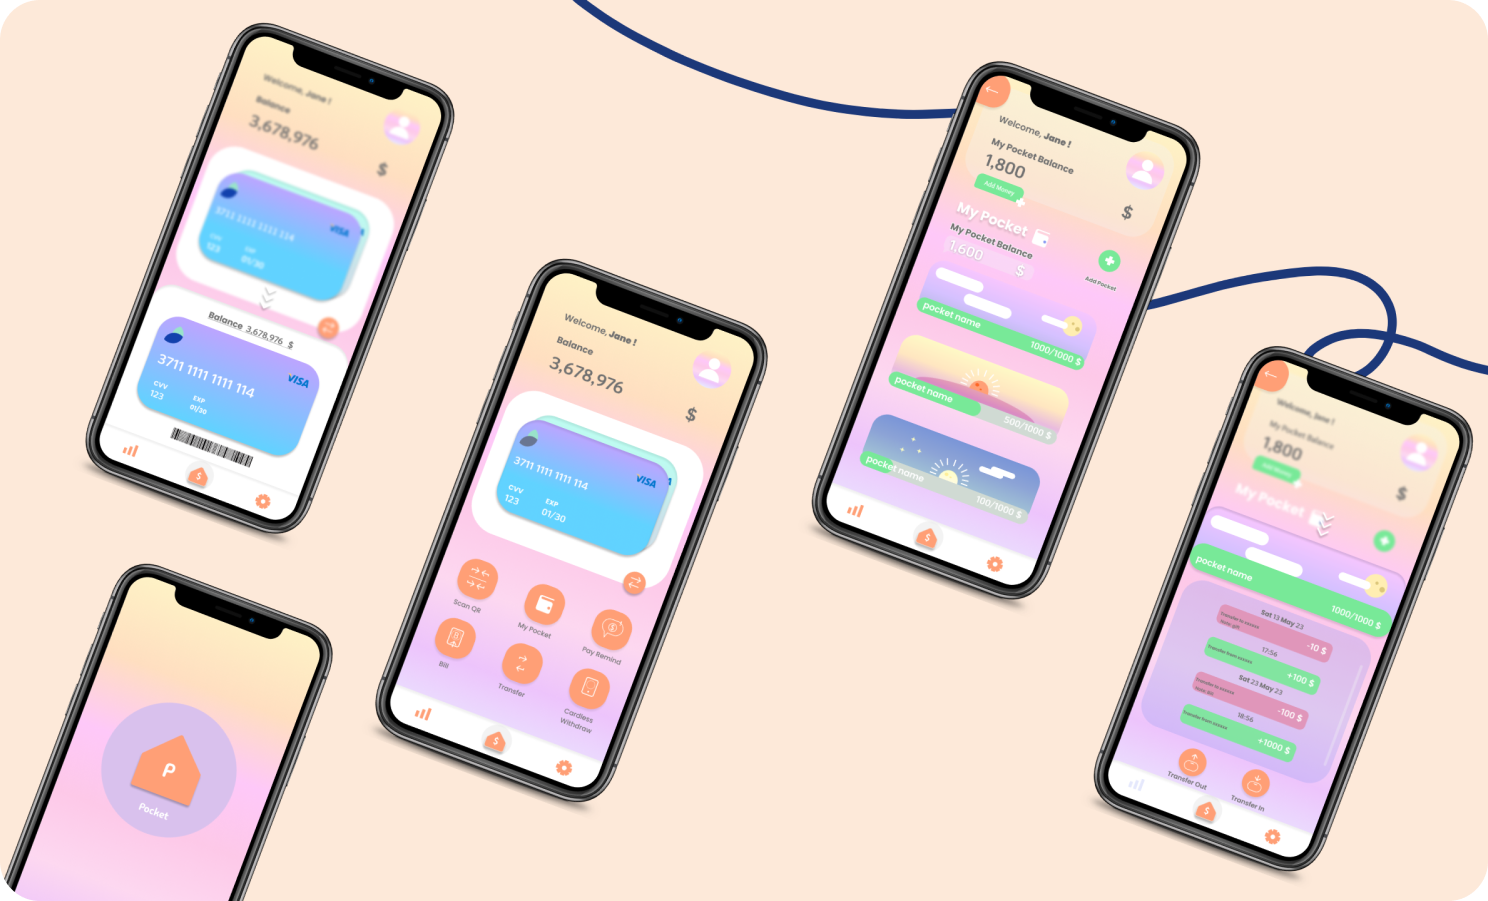 Welcome, Jane !
Balance
3,678,976
$
3711 1111 1111 114
VISA
CVV
123
EXP
01/30
Balance 3,678,976 $
3711 1111 1111 114
VISA
CVV
123
EXP
01/30
$
P
Pocket
Welcome, Jane !
Balance
3,678,976
$
3711 1111 1111 114
VISA
CVV
123
EXP
01/30
Scan QR
My Pocket
Pay Remind
Bill
Transfer
Cardless
Withdraw
$
Welcome, Jane !
My Pocket Balance
1,800
Add Money
$
My Pocket
My Pocket Balance
1,600 $
Add Pocket
pocket name
1000/1000 $
pocket name
500/1000 $
pocket name
100/1000 $
$
Welcome, Jane !
My Pocket Balance
1,800
Add Money
$
My Pocket
pocket name
1000/1000 $
Sat 13 May 23
-10 $
17:56
+100 $
Sat 23 May 23
-100 $
18:56
+1000 $
Transfer Out
Transfer In
$